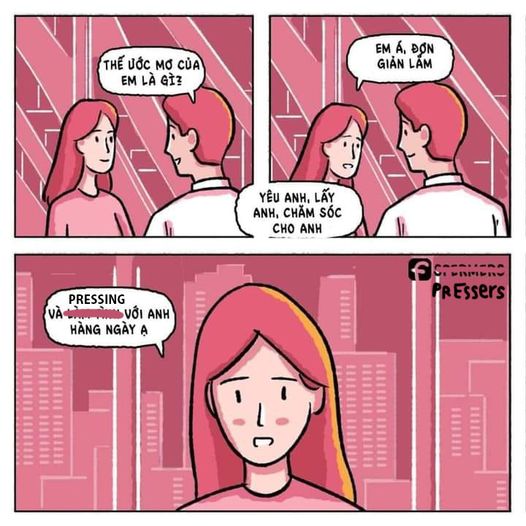 THẾ ƯỚC MƠ CỦA
EM LÀ GÌ?
EM Á, ĐƠN
GIẢN LẮM
YÊU ANH, LẤY
ANH, CHĂM SÓC
CHO ANH
SPERMERS
PRESSERS
PRESSING
VÀ VỚI ANH
HÀNG NGÀY Ạ